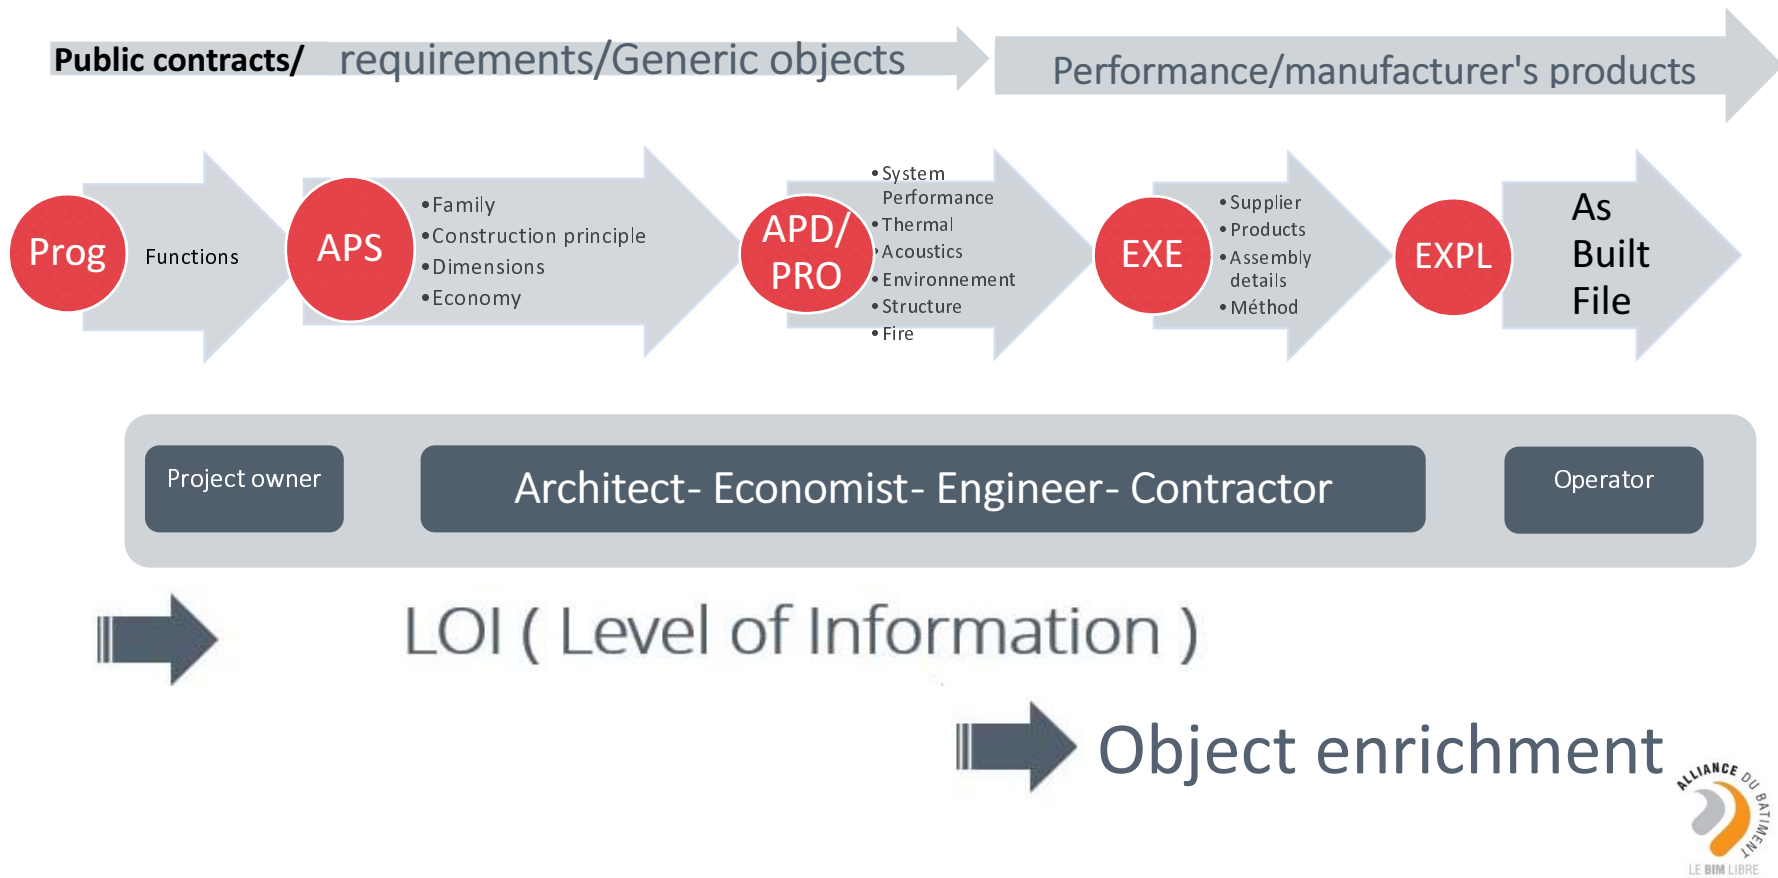 Public contracts/ requirements/Generic objects
Performance/manufacturer's products
Prog
Functions
APS
•Family
•Construction principle
•Dimensions
•Economy
APD/
PRO
•System
Performance
•Thermal
•Acoustics
•Environnement
•Structure
•Fire
EXE
•Supplier
•Products
•Assembly
details
•Méthod
EXPL
As
Built
File
Project owner
Architect- Economist- Engineer- Contractor
Operator
LOI ( Level of Information )
Object enrichment
ALLIANCE DU BATIMENT
LE BIM LIBRE